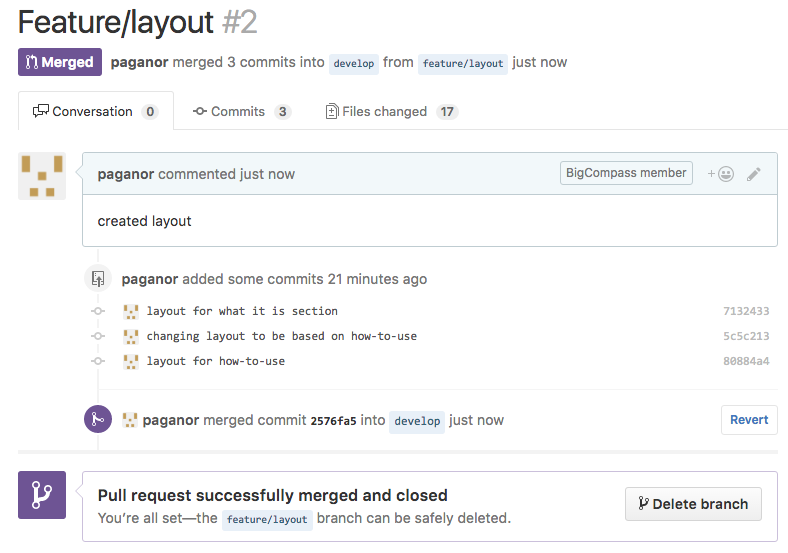 Feature/layout #2
Merged paganor merged 3 commits into develop from feature/layout just now
Conversation 0 Commits 3 Files changed 17
paganor commented just now BigCompass member +
created layout
paganor added some commits 21 minutes ago
layout for what it is section 7132433
changing layout to be based on how-to-use 5c5c213
layout for how-to-use 80884a4
paganor merged commit 2576fa5 into develop just now Revert
Pull request successfully merged and closed
You’re all set—the feature/layout branch can be safely deleted.
Delete branch